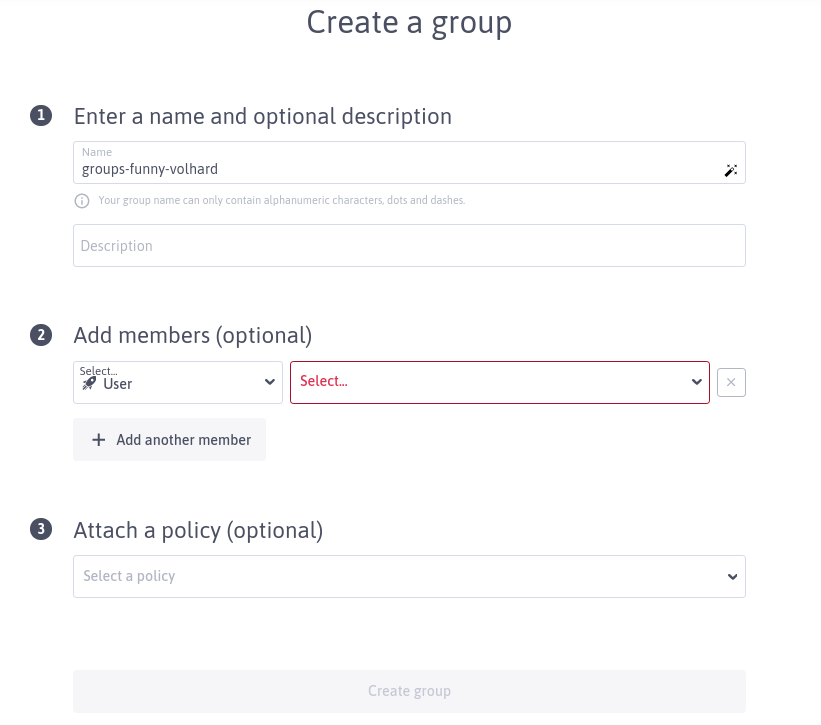 Create a group
1 Enter a name and optional description
Name
groups-funny-volhard
Your group name can only contain alphanumeric characters, dots and dashes.
Description
2 Add members (optional)
Select...
User
Select...
Add another member
3 Attach a policy (optional)
Select a policy
Create group